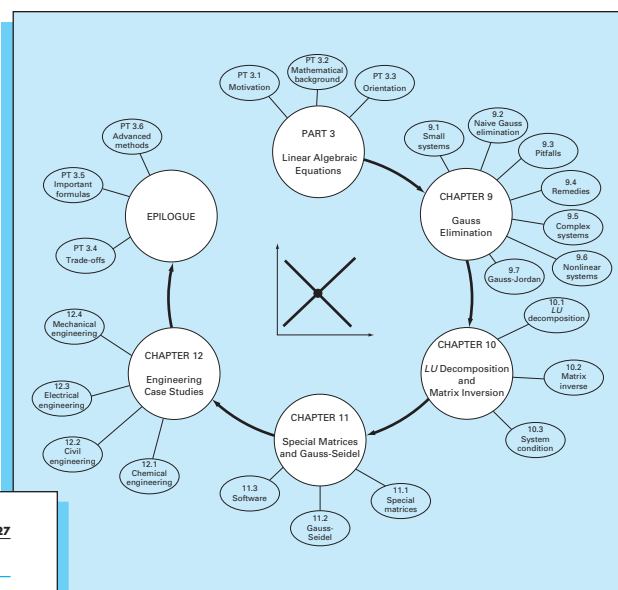 PT 3.1
Motivation
PT 3.2
Mathematical
background
PT 3.3
Orientation
PART 3
Linear Algebraic
Equations
9.1
Small
systems
9.2
Naive Gauss
elimination
9.3
Pitfalls
9.4
Remedies
9.5
Complex
systems
9.6
Nonlinear
systems
9.7
Gauss-Jordan
CHAPTER 9
Gauss
Elimination
10.1
LU
decomposition
10.2
Matrix
inverse
10.3
System
condition
CHAPTER 10
LU Decomposition
and
Matrix Inversion
CHAPTER 11
Special Matrices
and Gauss-Seidel
11.1
Special
matrices
11.2
Gauss-
Seidel
11.3
Software
CHAPTER 12
Engineering
Case Studies
12.1
Chemical
engineering
12.2
Civil
engineering
12.3
Electrical
engineering
12.4
Mechanical
engineering
EPILOGUE
PT 3.4
Trade-offs
PT 3.5
Important
formulas
PT 3.6
Advanced
methods
27